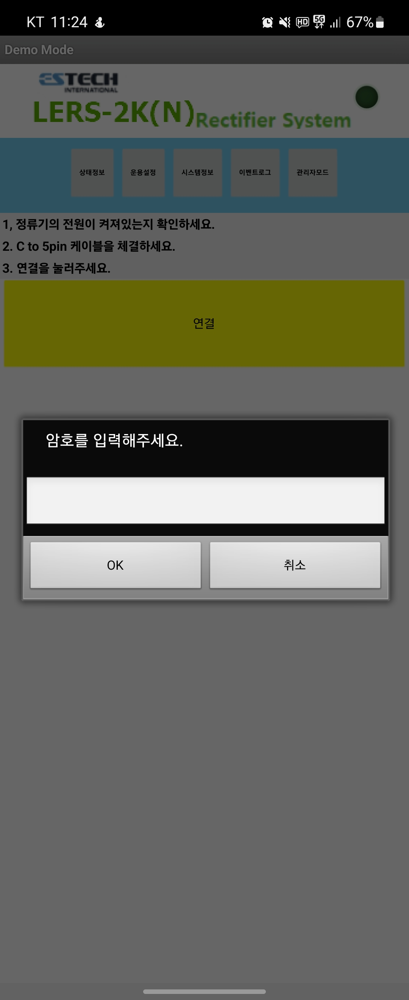 KT 11:24 HD 5G 67%
Demo Mode
ESTECH
INTERNATIONAL
LERS-2K(N) Rectifier System
상태정보 운용설정 시스템정보 이벤트로그 관리자모드
1, 정류기의 전원이 켜져있는지 확인하세요.
2. C to 5pin 케이블을 체결하세요.
3. 연결을 눌러주세요.
연결
암호를 입력해주세요.
OK 취소